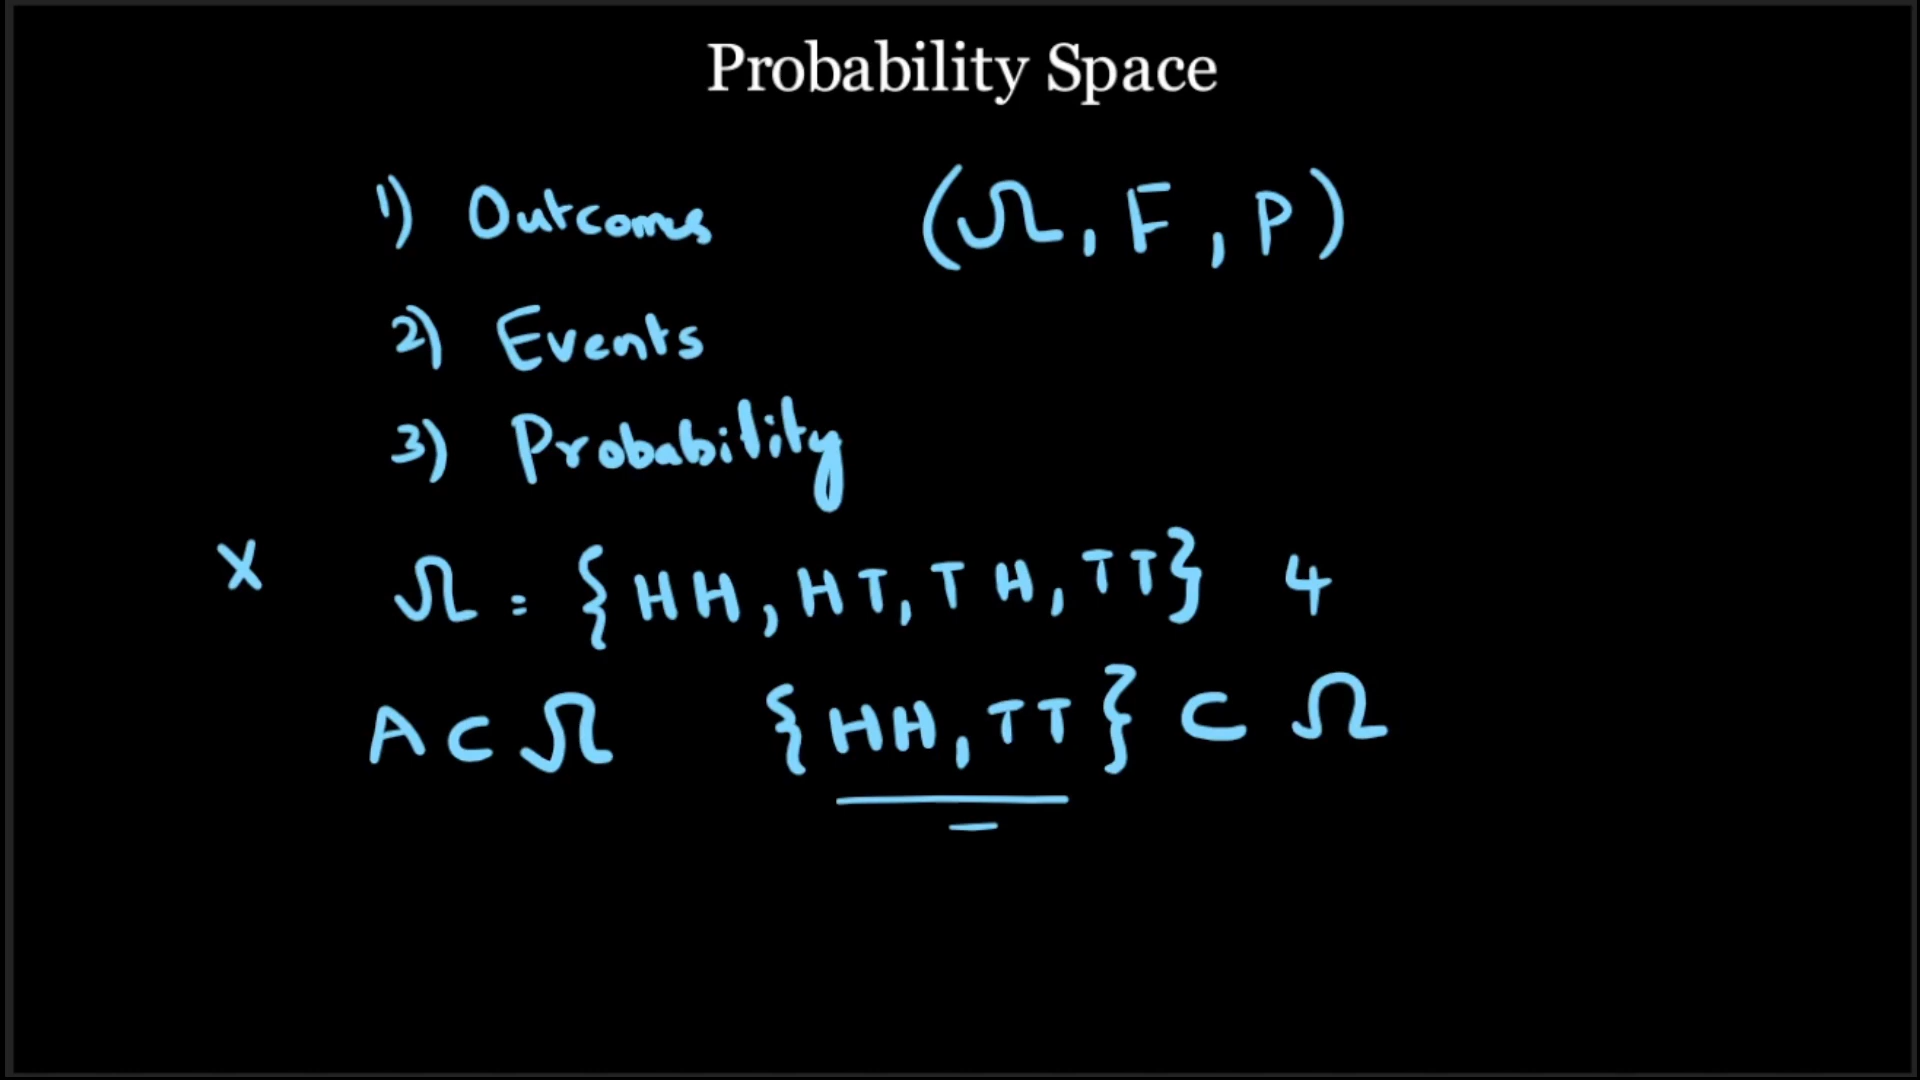 Probability Space
1) Outcomes (Ω, F, P)
2) Events
3) Probability
X Ω = {HH, HT, TH, TT} 4
A ⊂ Ω {HH, TT} ⊂ Ω